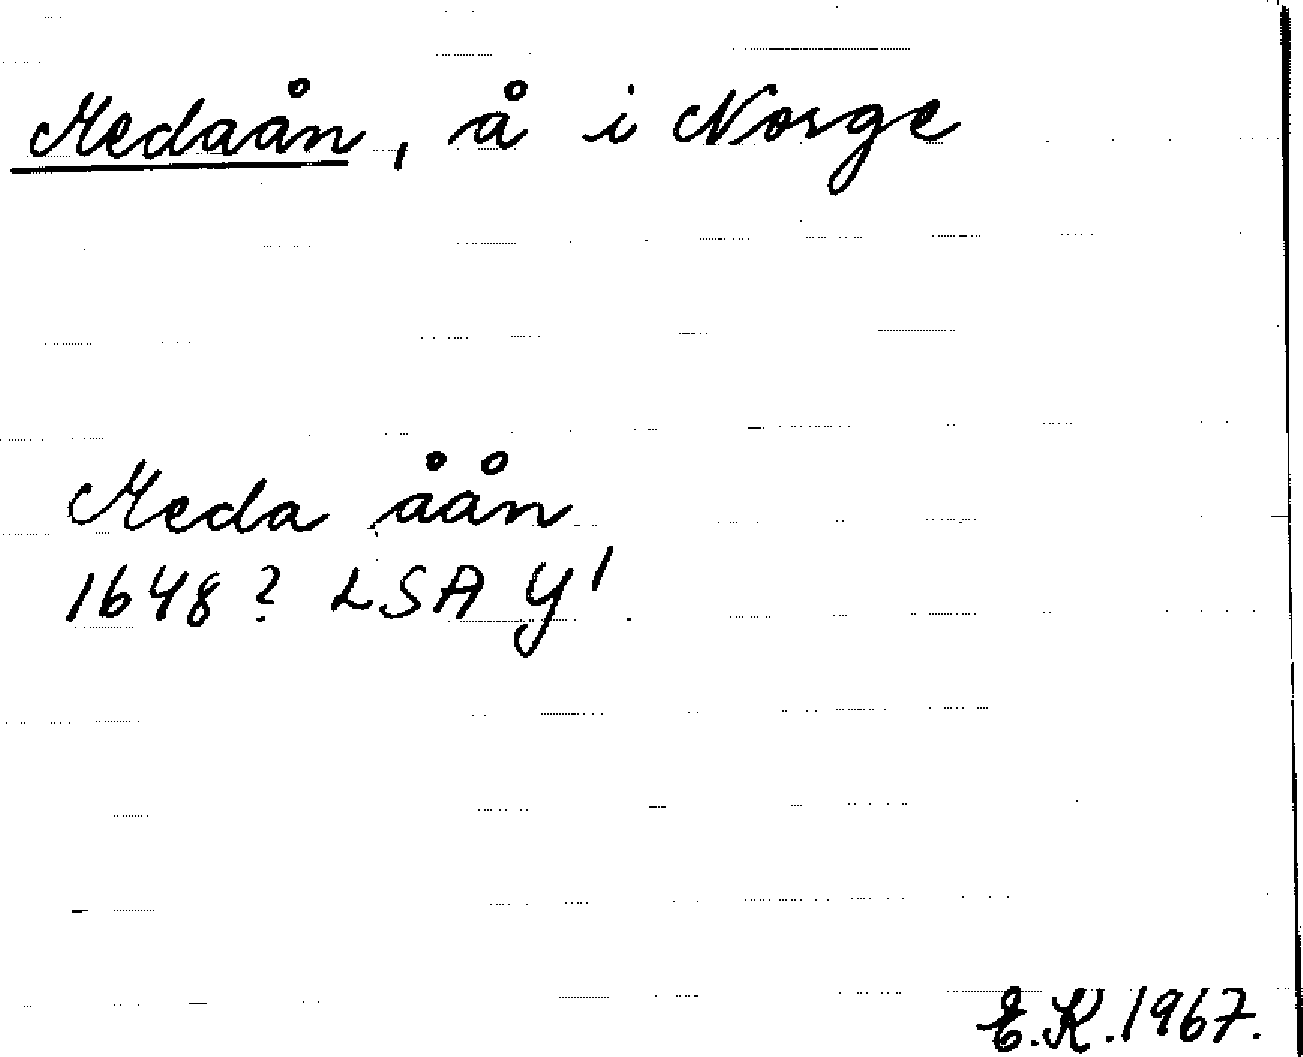 Medaån, å i Norge
Meda åån
1648? LSA Y'
E.K.1967.